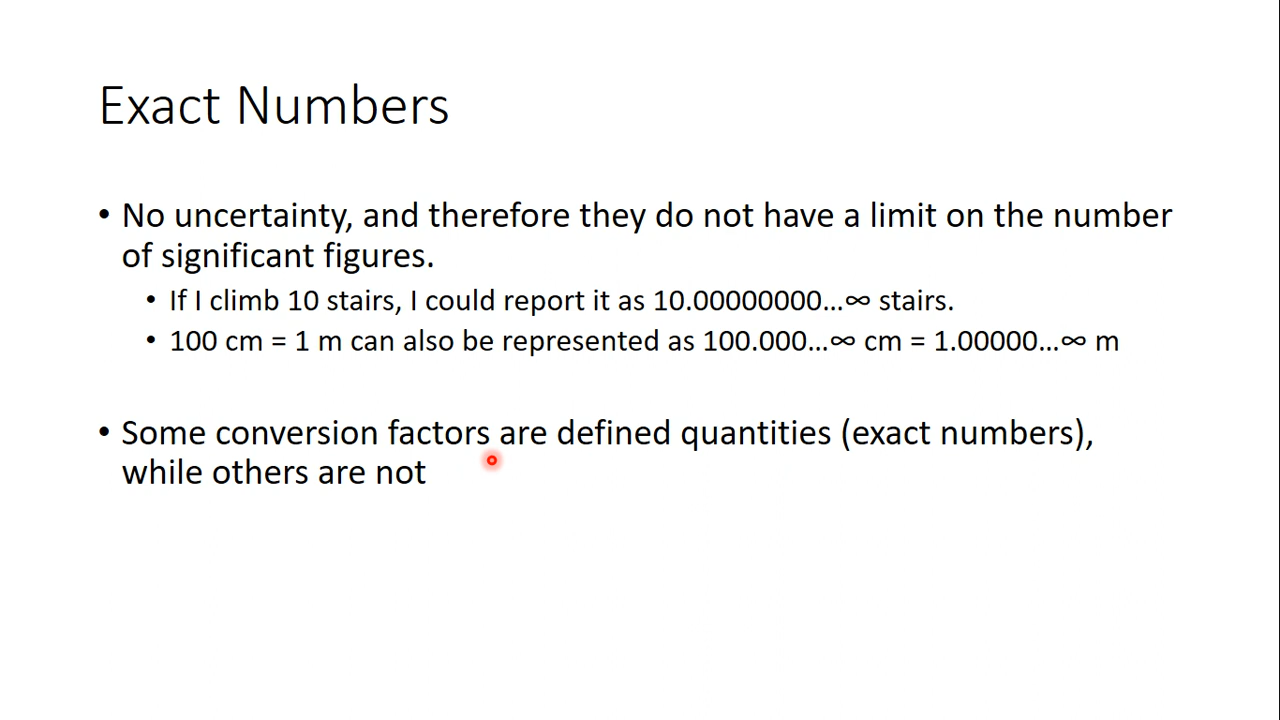 Exact Numbers
• No uncertainty, and therefore they do not have a limit on the number
of significant figures.
• If I climb 10 stairs, I could report it as 10.00000000...∞ stairs.
• 100 cm = 1 m can also be represented as 100.000...∞ cm = 1.00000...∞ m
• Some conversion factors are defined quantities (exact numbers),
while others are not